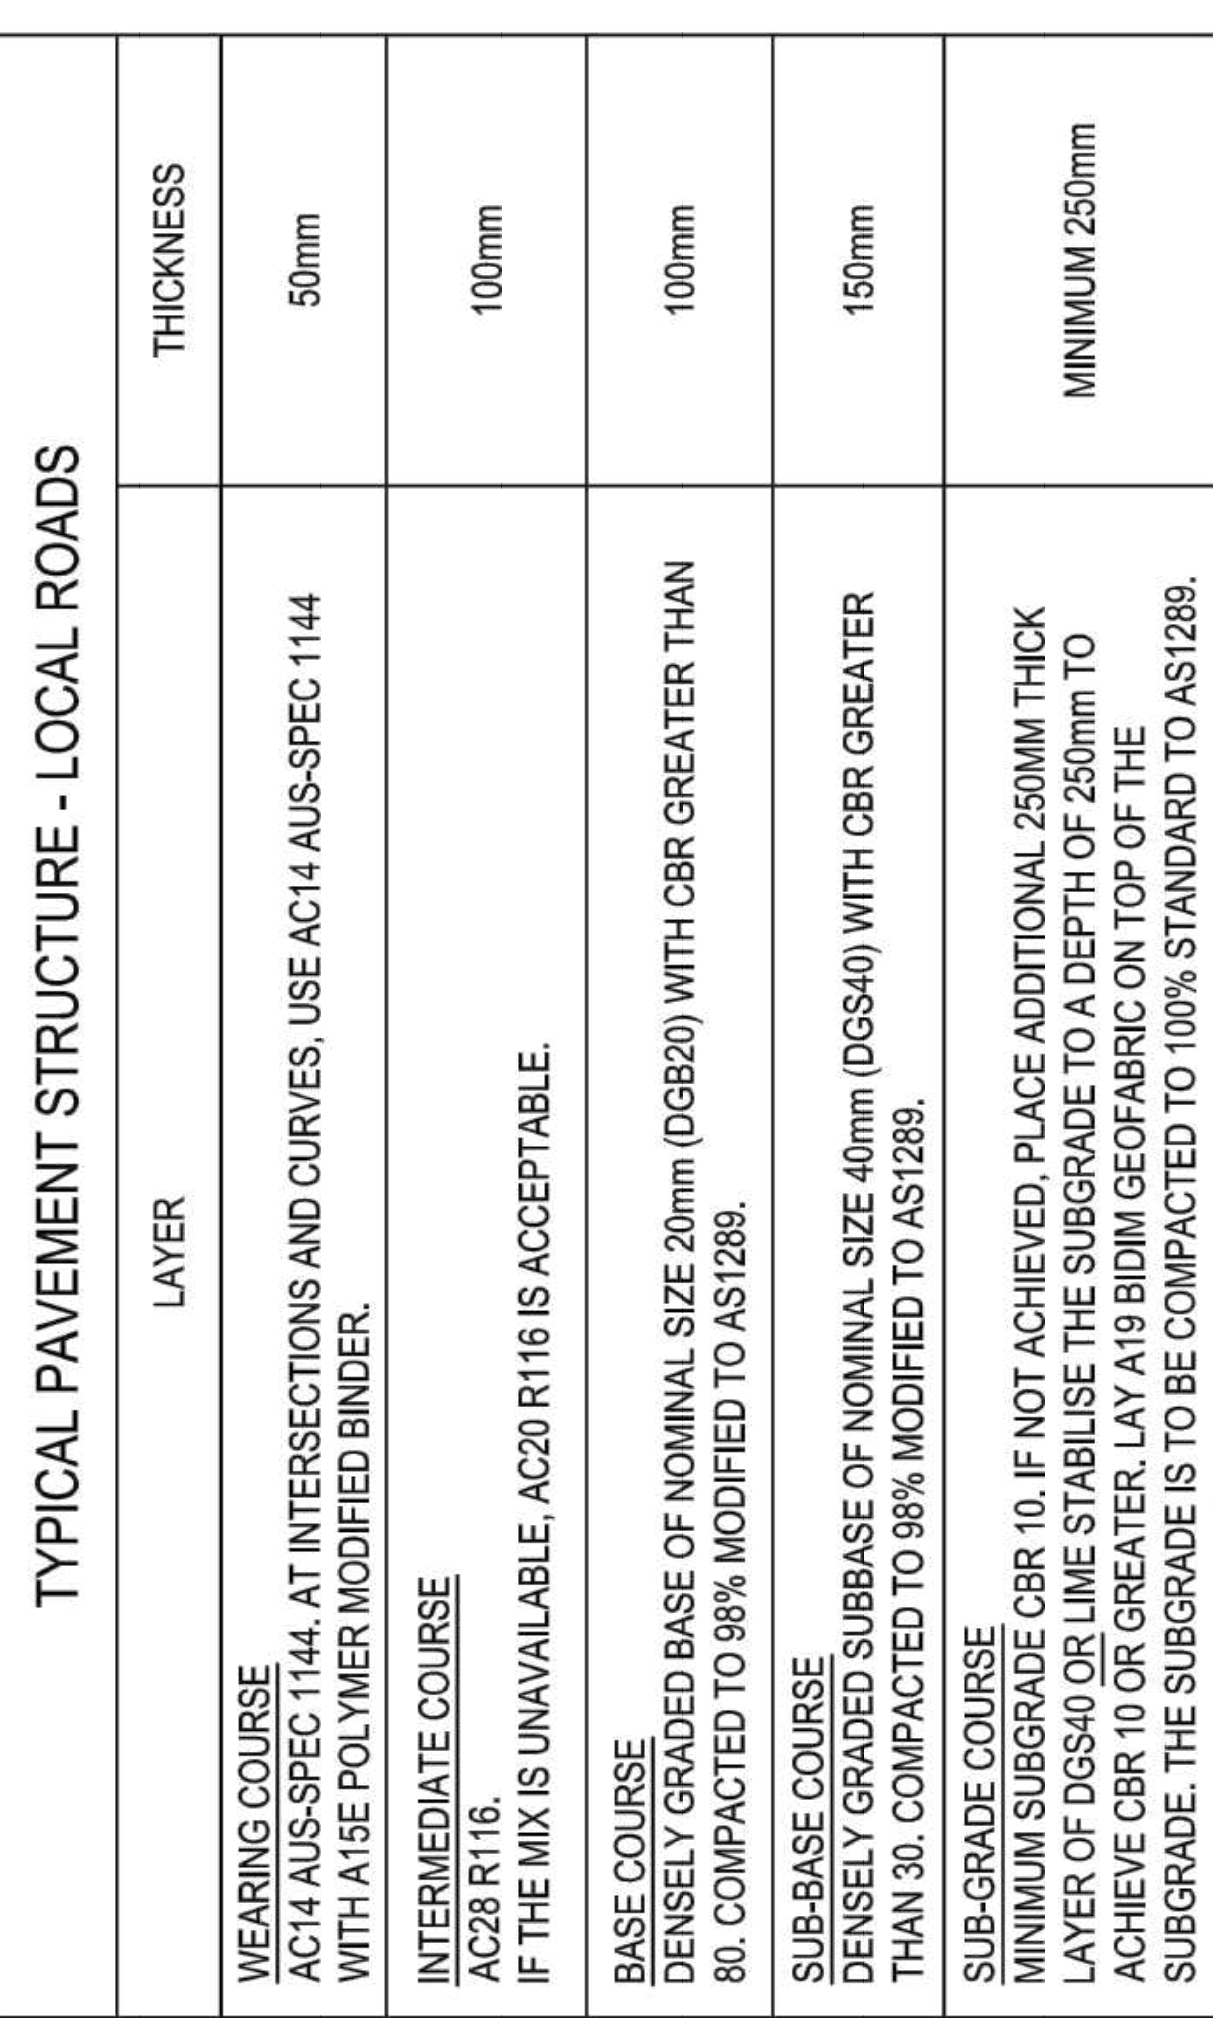 TYPICAL PAVEMENT STRUCTURE - LOCAL ROADS
LAYER
THICKNESS
WEARING COURSE
AC14 AUS-SPEC 1144. AT INTERSECTIONS AND CURVES, USE AC14 AUS-SPEC 1144
WITH A15E POLYMER MODIFIED BINDER.
50mm
INTERMEDIATE COURSE
AC28 R116.
IF THE MIX IS UNAVAILABLE, AC20 R116 IS ACCEPTABLE.
100mm
BASE COURSE
DENSELY GRADED BASE OF NOMINAL SIZE 20mm (DGB20) WITH CBR GREATER THAN
80. COMPACTED TO 98% MODIFIED TO AS1289.
100mm
SUB-BASE COURSE
DENSELY GRADED SUBBASE OF NOMINAL SIZE 40mm (DGS40) WITH CBR GREATER
THAN 30. COMPACTED TO 98% MODIFIED TO AS1289.
150mm
SUB-GRADE COURSE
MINIMUM SUBGRADE CBR 10. IF NOT ACHIEVED, PLACE ADDITIONAL 250MM THICK
LAYER OF DGS40 OR LIME STABILISE THE SUBGRADE TO A DEPTH OF 250mm TO
ACHIEVE CBR 10 OR GREATER. LAY A19 BIDIM GEOFABRIC ON TOP OF THE
SUBGRADE. THE SUBGRADE IS TO BE COMPACTED TO 100% STANDARD TO AS1289.
MINIMUM 250mm